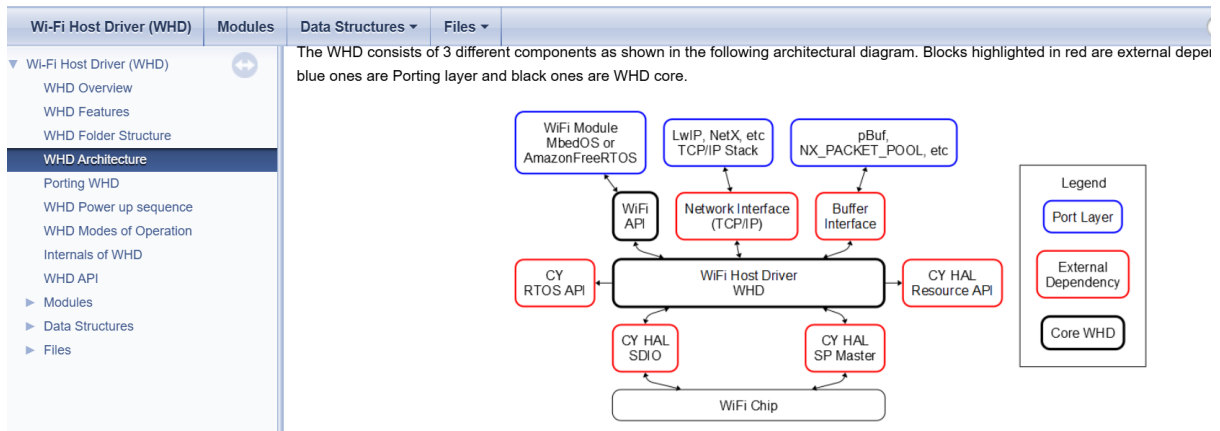 Wi-Fi Host Driver (WHD) Modules Data Structures Files
Wi-Fi Host Driver (WHD)
WHD Overview
WHD Features
WHD Folder Structure
WHD Architecture
Porting WHD
WHD Power up sequence
WHD Modes of Operation
Internals of WHD
WHD API
Modules
Data Structures
Files
The WHD consists of 3 different components as shown in the following architectural diagram. Blocks highlighted in red are external
blue ones are Porting layer and black ones are WHD core.
WiFi Module
MbedOS or
AmazonFreeRTOS
LwIP, NetX, etc
TCP/IP Stack
pBuf,
NX_PACKET_POOL, etc
WiFi
API
Network Interface
(TCP/IP)
Buffer
Interface
CY
RTOS API
WiFi Host Driver
WHD
CY HAL
Resource API
CY HAL
SDIO
CY HAL
SP Master
WiFi Chip
Legend
Port Layer
External
Dependency
Core WHD